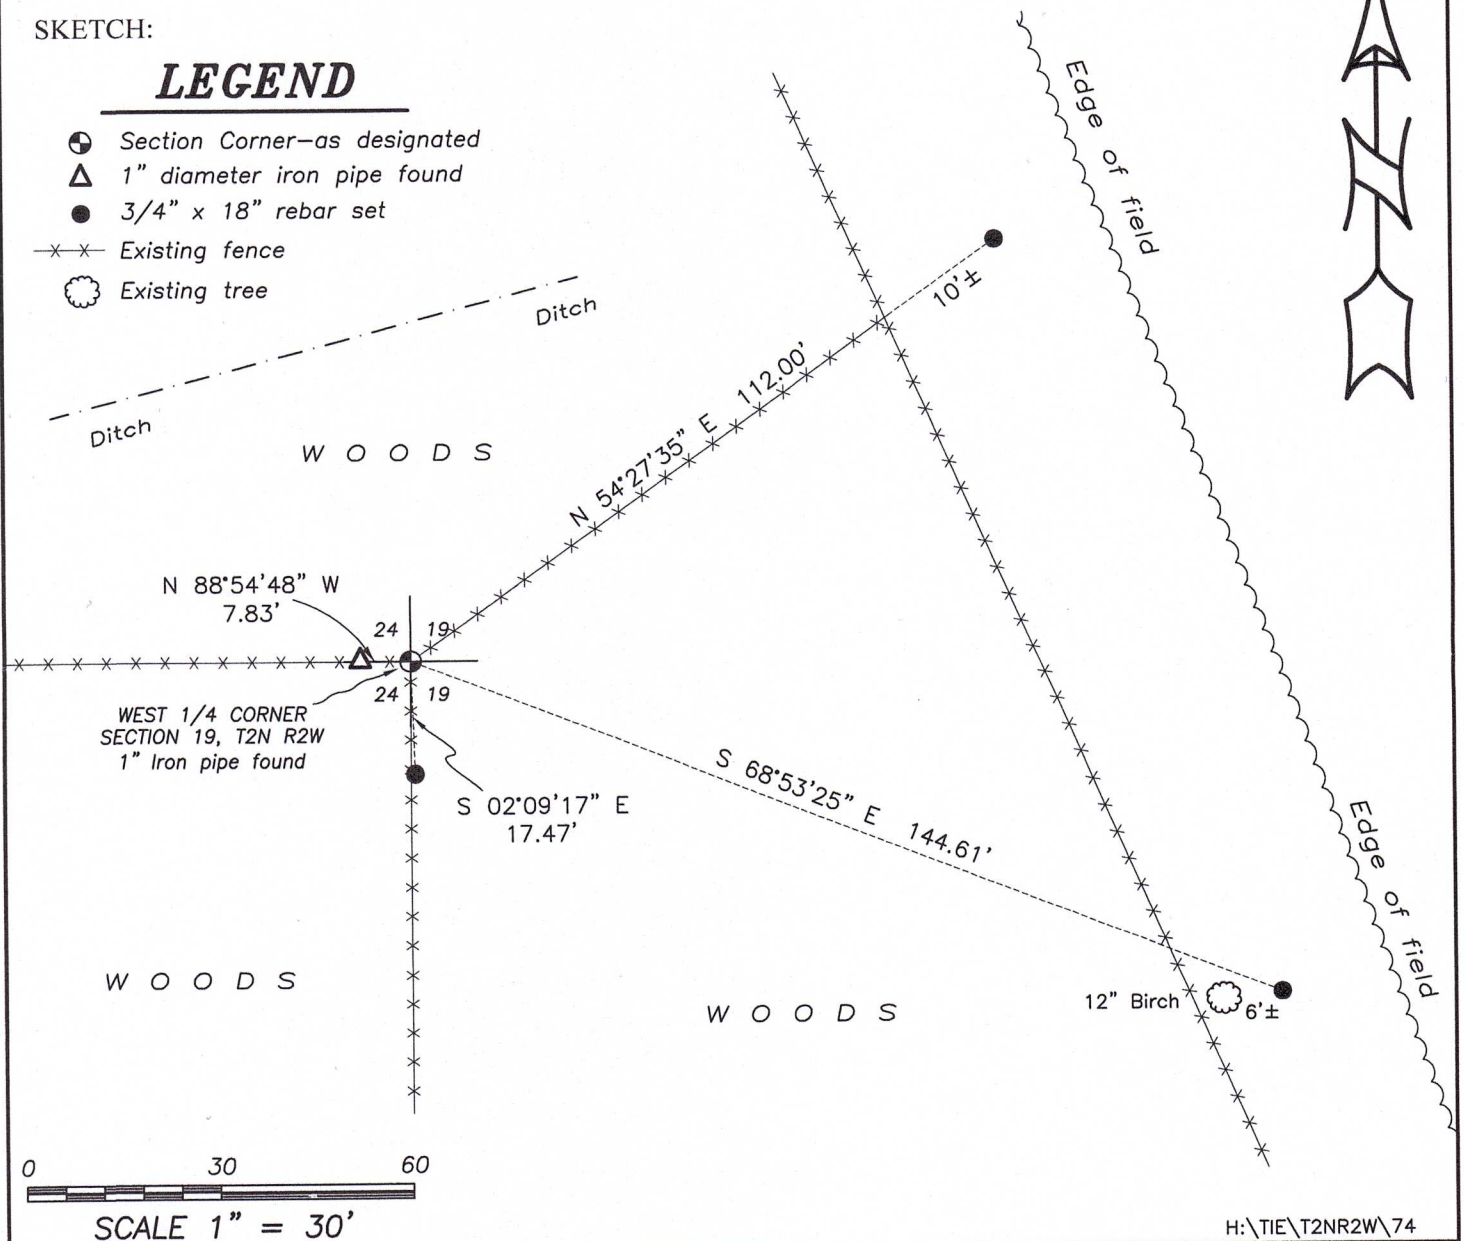 SKETCH:
LEGEND
Section Corner—as designated
1" diameter iron pipe found
3/4" x 18" rebar set
Existing fence
Existing tree
Edge of field
N
10'±
Ditch
Ditch
112.00'
N 54°27'35" E
W O O D S
N 88°54'48" W
7.83'
24 19
24 19
WEST 1/4 CORNER
SECTION 19, T2N R2W
1" Iron pipe found
S 02°09'17" E
17.47'
S 68°53'25" E 144.61'
Edge of field
W O O D S
W O O D S
12" Birch
6'±
0 30 60
SCALE 1" = 30'
H:\TIE\T2NR2W\74